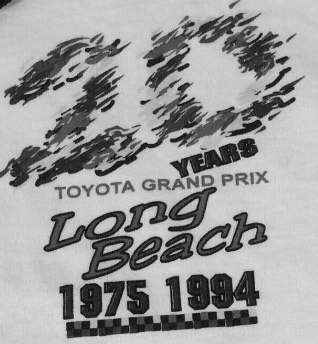 20
YEARS
TOYOTA GRAND PRIX
Long
Beach
1975 1994